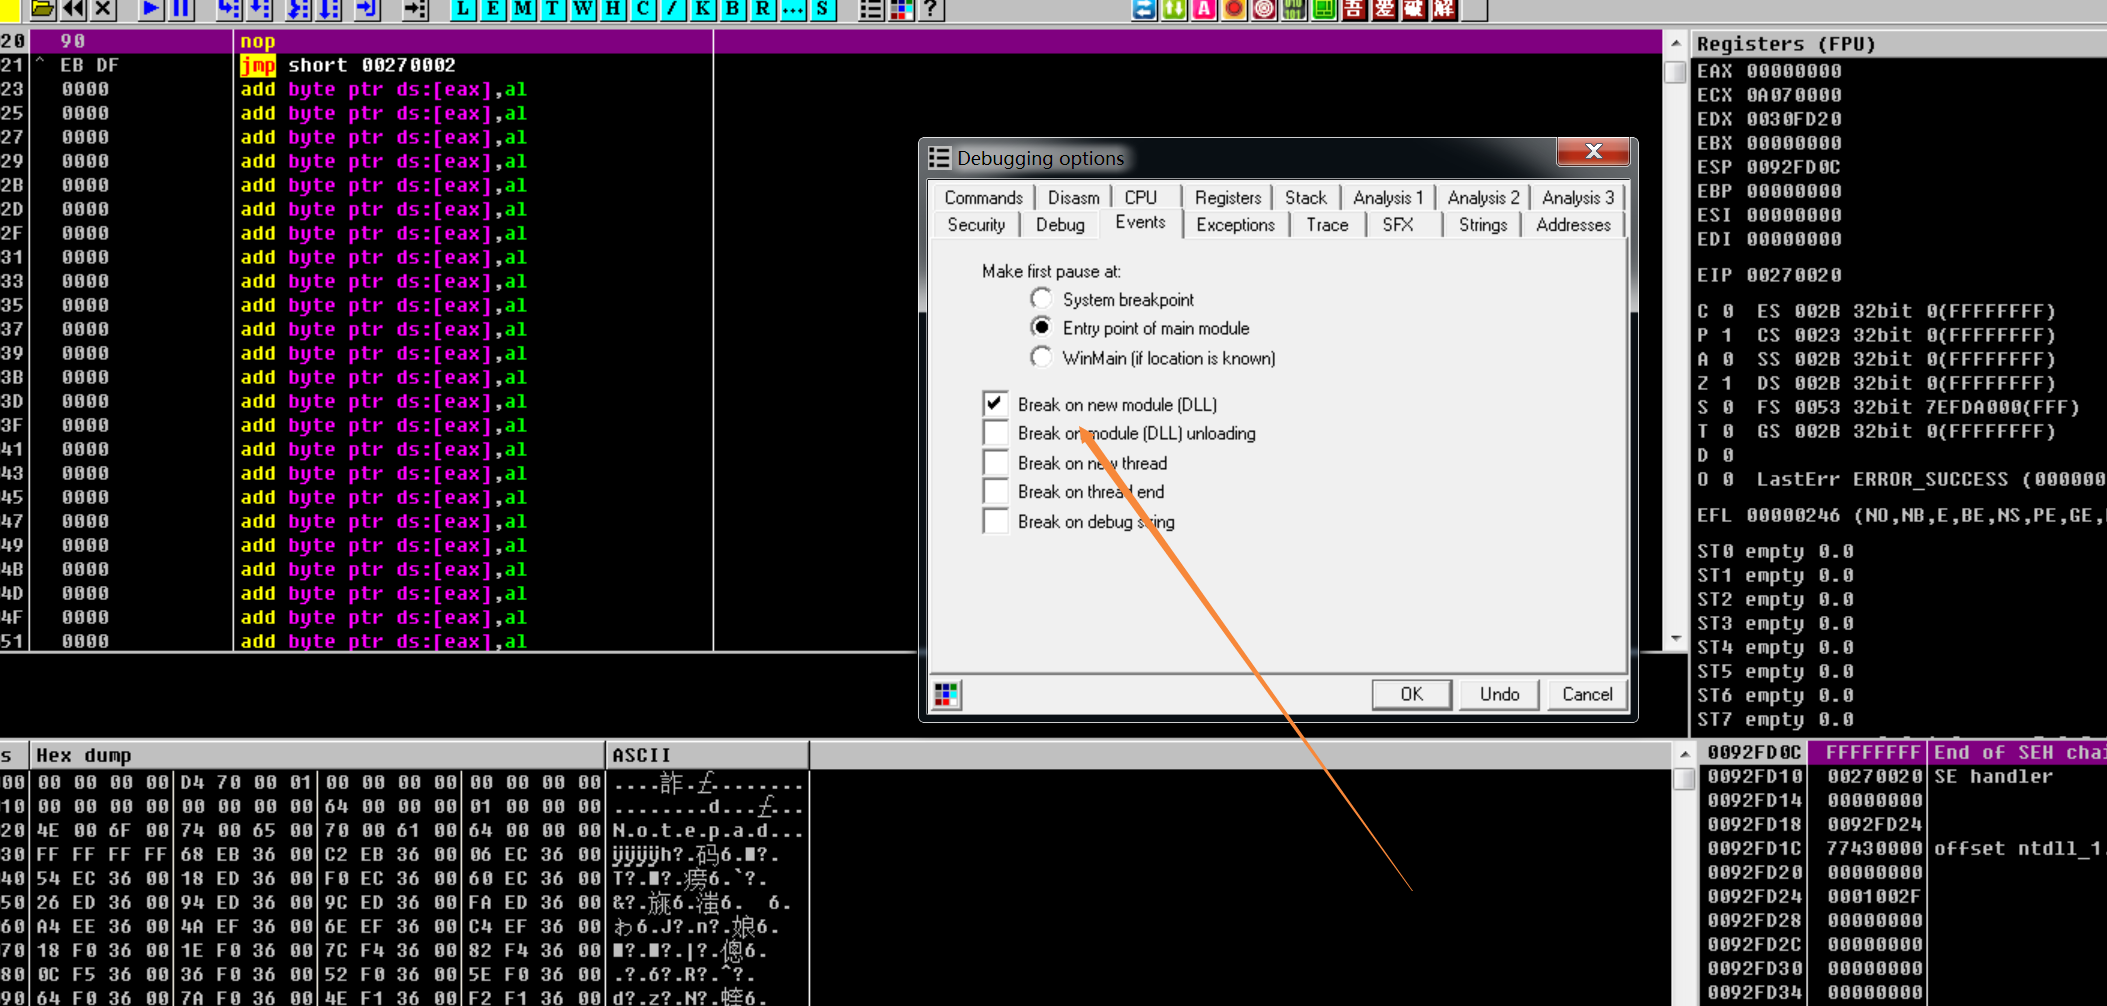 L E M T W H C / K B R ... S ? A 吾 爱 破 解
20 90 nop
21 ^ EB DF jmp short 00270002
23 0000 add byte ptr ds:[eax],al
25 0000 add byte ptr ds:[eax],al
27 0000 add byte ptr ds:[eax],al
29 0000 add byte ptr ds:[eax],al
2B 0000 add byte ptr ds:[eax],al
2D 0000 add byte ptr ds:[eax],al
2F 0000 add byte ptr ds:[eax],al
31 0000 add byte ptr ds:[eax],al
33 0000 add byte ptr ds:[eax],al
35 0000 add byte ptr ds:[eax],al
37 0000 add byte ptr ds:[eax],al
39 0000 add byte ptr ds:[eax],al
3B 0000 add byte ptr ds:[eax],al
3D 0000 add byte ptr ds:[eax],al
3F 0000 add byte ptr ds:[eax],al
41 0000 add byte ptr ds:[eax],al
43 0000 add byte ptr ds:[eax],al
45 0000 add byte ptr ds:[eax],al
47 0000 add byte ptr ds:[eax],al
49 0000 add byte ptr ds:[eax],al
4B 0000 add byte ptr ds:[eax],al
4D 0000 add byte ptr ds:[eax],al
4F 0000 add byte ptr ds:[eax],al
51 0000 add byte ptr ds:[eax],al
Debugging options
Commands Disasm CPU Registers Stack Analysis 1 Analysis 2 Analysis 3
Security Debug Events Exceptions Trace SFX Strings Addresses
Make first pause at:
System breakpoint
Entry point of main module
WinMain (if location is known)
Break on new module (DLL)
Break on module (DLL) unloading
Break on new thread
Break on thread end
Break on debug string
OK Undo Cancel
Registers (FPU)
EAX 00000000
ECX 0A070000
EDX 0030FD20
EBX 00000000
ESP 0092FD0C
EBP 00000000
ESI 00000000
EDI 00000000
EIP 00270020
C 0 ES 002B 32bit 0(FFFFFFFF)
P 1 CS 0023 32bit 0(FFFFFFFF)
A 0 SS 002B 32bit 0(FFFFFFFF)
Z 1 DS 002B 32bit 0(FFFFFFFF)
S 0 FS 0053 32bit 7EFDA000(FFF)
T 0 GS 002B 32bit 0(FFFFFFFF)
D 0
O 0 LastErr ERROR_SUCCESS (000000
EFL 00000246 (NO,NB,E,BE,NS,PE,GE,
ST0 empty 0.0
ST1 empty 0.0
ST2 empty 0.0
ST3 empty 0.0
ST4 empty 0.0
ST5 empty 0.0
ST6 empty 0.0
ST7 empty 0.0
s Hex dump ASCII
00 00 00 00 00 D4 70 00 01 00 00 00 00 00 00 00 00 ....詐.£........
10 00 00 00 00 00 00 00 00 64 00 00 00 01 00 00 00 ........d...£...
20 4E 00 6F 00 74 00 65 00 70 00 61 00 64 00 00 00 N.o.t.e.p.a.d...
30 FF FF FF FF 68 EB 36 00 C2 EB 36 00 06 EC 36 00 ÿÿÿÿh?.码6.■?.
40 54 EC 36 00 18 ED 36 00 F0 EC 36 00 60 EC 36 00 T?.■?.痨6.`?.
50 26 ED 36 00 94 ED 36 00 9C ED 36 00 FA ED 36 00 &?.旐6.滍6. 6.
60 A4 EE 36 00 4A EF 36 00 6E EF 36 00 C4 EF 36 00 わ6.J?.n?.娘6.
70 18 F0 36 00 1E F0 36 00 7C F4 36 00 82 F4 36 00 ■?.■?.|?.傯6.
80 0C F5 36 00 36 F0 36 00 52 F0 36 00 5E F0 36 00 .?.6?.R?.^?.
90 64 F0 36 00 7A F0 36 00 4E F1 36 00 F2 F1 36 00 d?.z?.N?.蝰6.
0092FD0C FFFFFFFF End of SEH chai
0092FD10 00270020 SE handler
0092FD14 00000000
0092FD18 0092FD24
0092FD1C 77430000 offset ntdll_1.
0092FD20 00000000
0092FD24 0001002F
0092FD28 00000000
0092FD2C 00000000
0092FD30 00000000
0092FD34 00000000